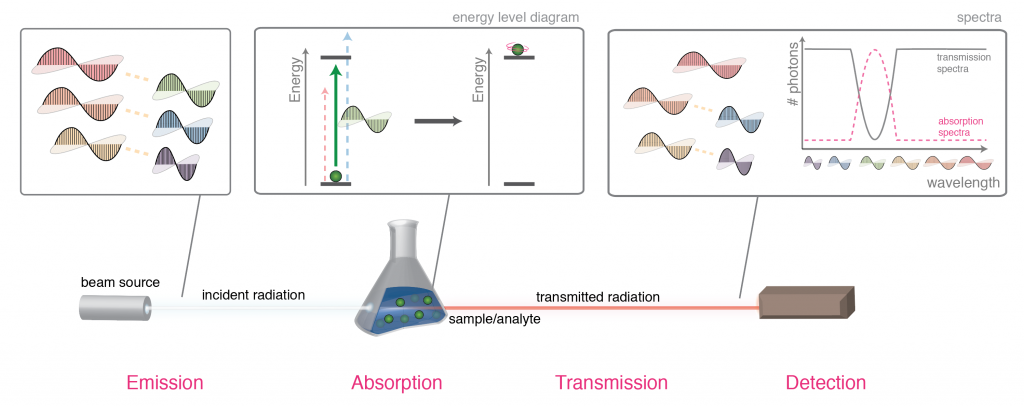 energy level diagram
spectra
Energy
Energy
# photons
transmission
spectra
absorption
spectra
wavelength
beam source
incident radiation
transmitted radiation
sample/analyte
Emission
Absorption
Transmission
Detection